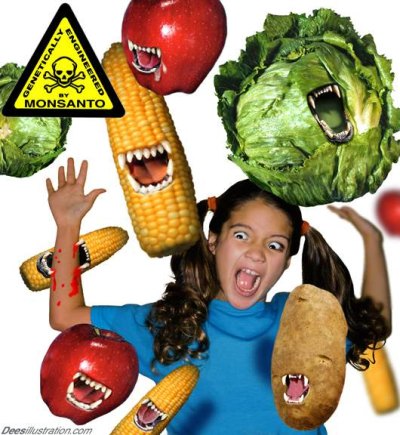 GENETICALLY
ENGINEERED
BY
MONSANTO
Deesillustration.com